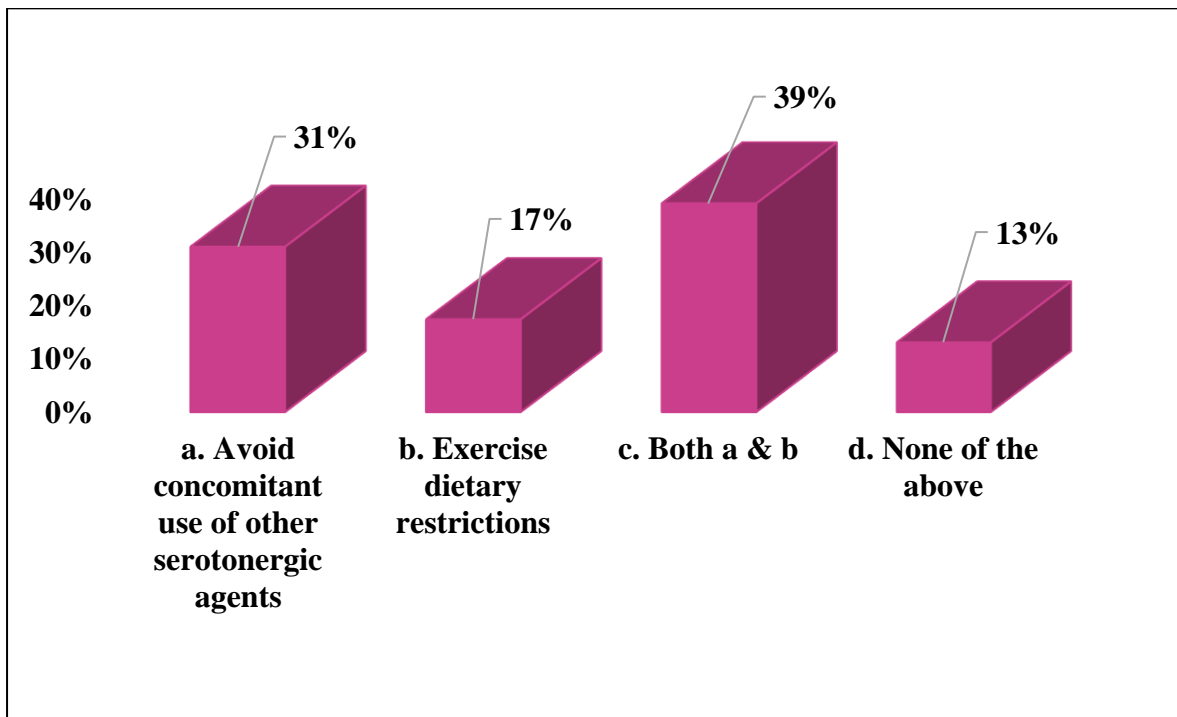 39%
31%
17%
13%
40%
30%
20%
10%
0%
a. Avoid
concomitant
use of other
serotonergic
agents
b. Exercise
dietary
restrictions
c. Both a & b
d. None of the
above